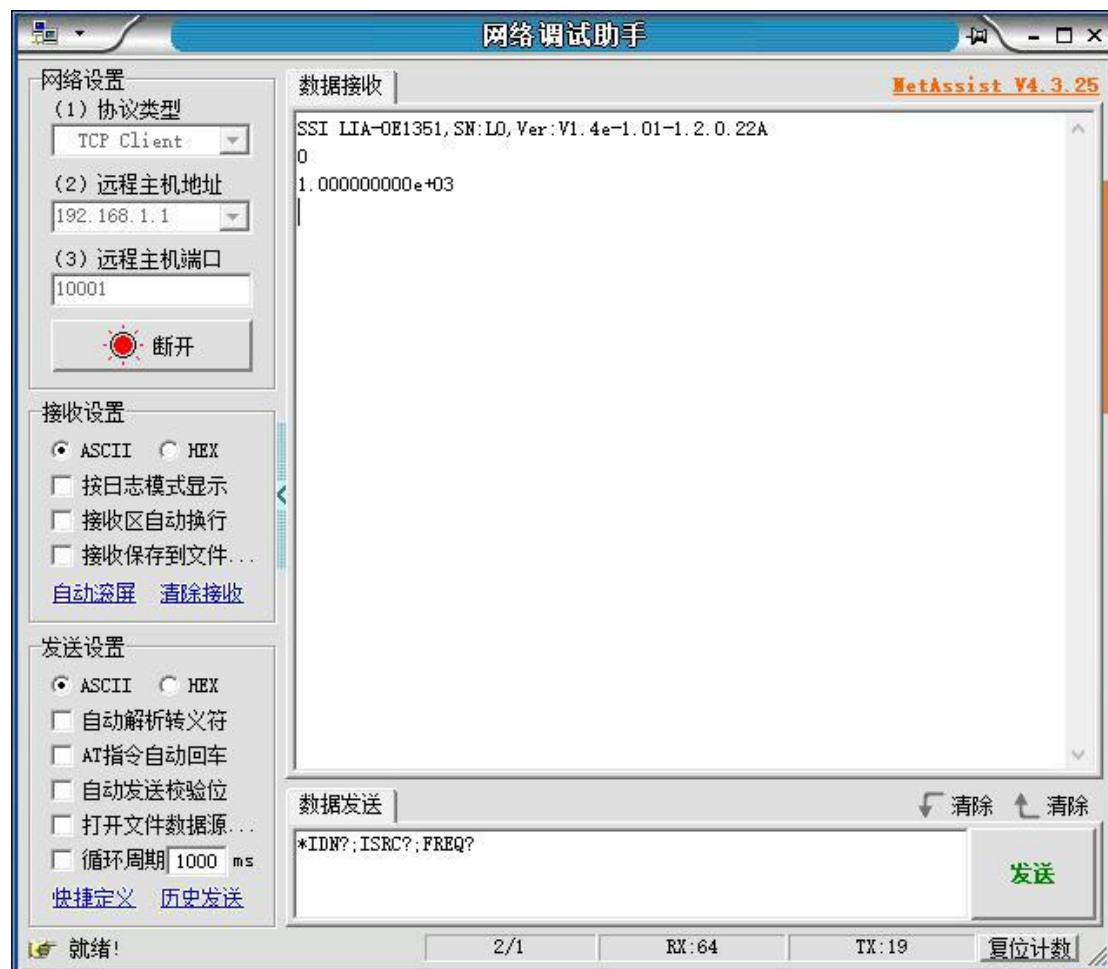 网络调试助手
网络设置
(1) 协议类型
TCP Client
(2) 远程主机地址
192.168.1.1
(3) 远程主机端口
10001
断开
接收设置
ASCII HEX
按日志模式显示
接收区自动换行
接收保存到文件...
自动滚屏 清除接收
发送设置
ASCII HEX
自动解析转义符
AT指令自动回车
自动发送校验位
打开文件数据源...
循环周期 1000 ms
快捷定义 历史发送
数据接收 NetAssist V4.3.25
SSI LIA-OE1351,SN:L0,Ver:V1.4e-1.01-1.2.0.22A
0
1.000000000e+03
数据发送 清除 清除
*IDN?;ISRC?;FREQ?
发送
就绪! 2/1 RX:64 TX:19 复位计数